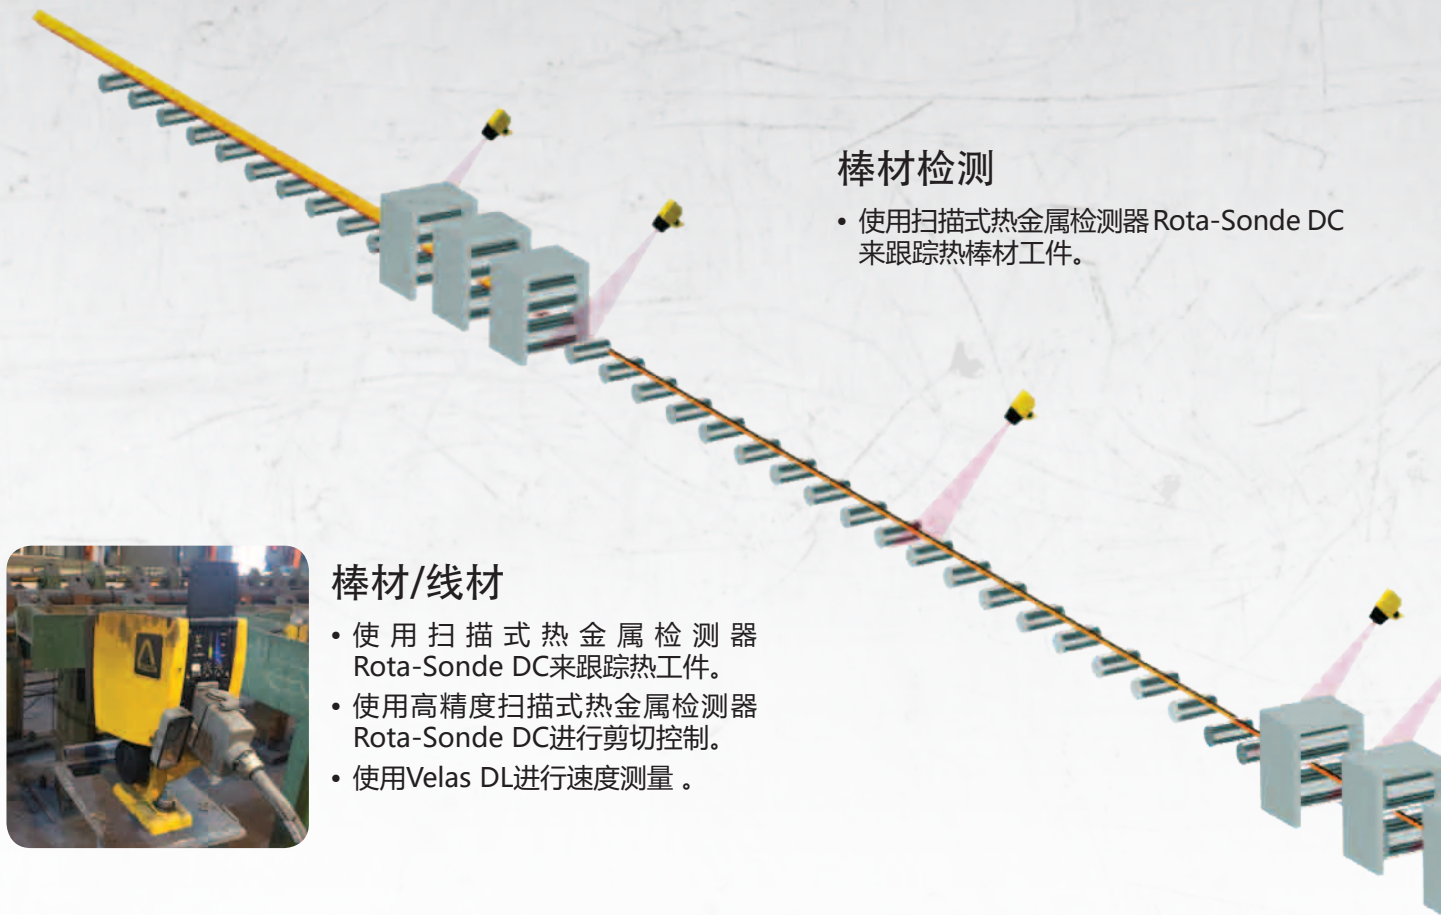 棒材检测
• 使用扫描式热金属检测器Rota-Sonde DC
来跟踪热棒材工件。
棒材/线材
• 使用扫描式热金属检测器
Rota-Sonde DC来跟踪热工件。
• 使用高精度扫描式热金属检测器
Rota-Sonde DC进行剪切控制。
• 使用Velas DL进行速度测量 。